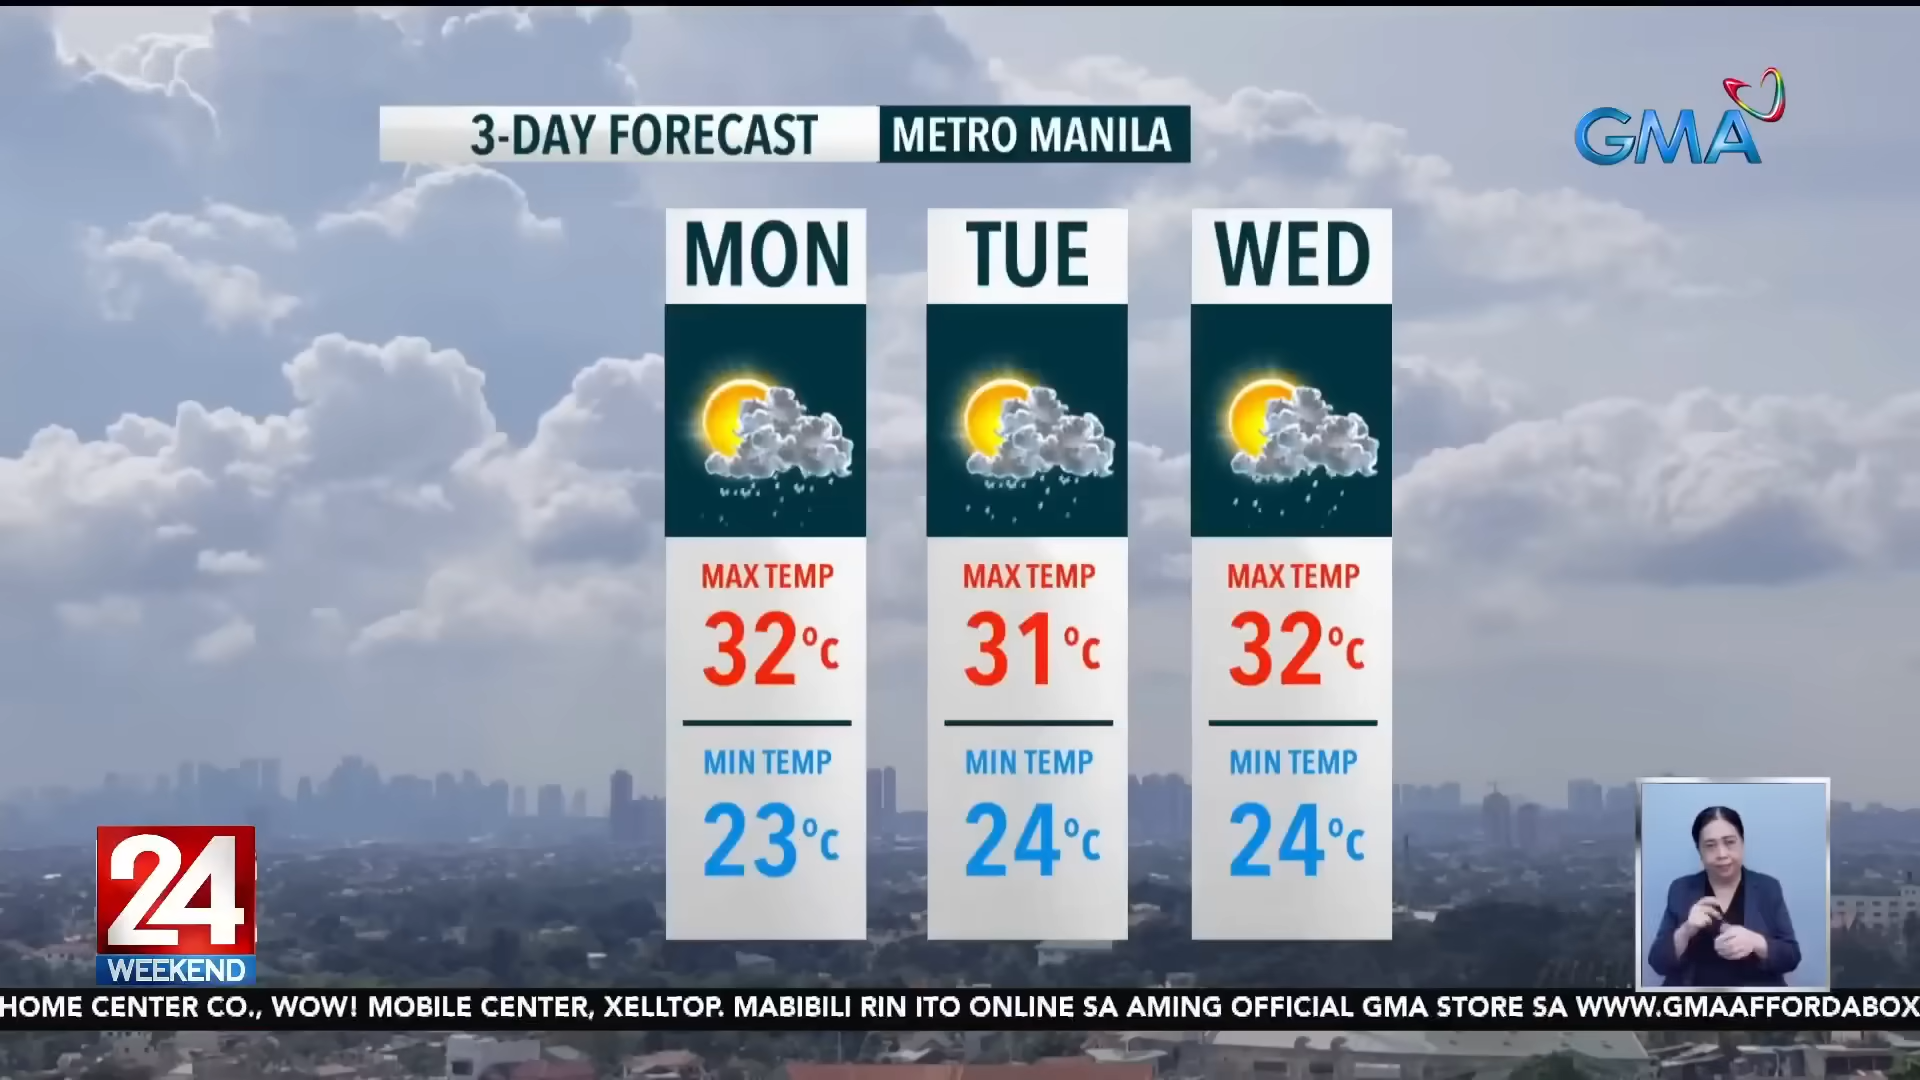 3-DAY FORECAST METRO MANILA
GMA
MON TUE WED
MAX TEMP MAX TEMP MAX TEMP
32°C 31°C 32°C
MIN TEMP MIN TEMP MIN TEMP
23°C 24°C 24°C
24
WEEKEND
HOME CENTER CO., WOW! MOBILE CENTER, XELLTOP. MABIBILI RIN ITO ONLINE SA AMING OFFICIAL GMA STORE SA WWW.GMAAFFORDABOX